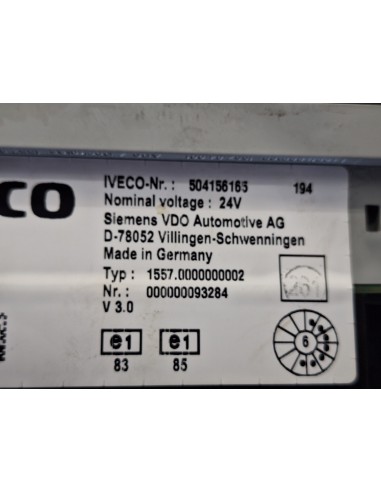 CO
IVECO-Nr. : 504156163 194
Nominal voltage : 24V
Siemens VDO Automotive AG
D-78052 Villingen-Schwenningen
Made in Germany
Typ : 1557.0000000002
Nr. : 000000093284
V 3.0
261
6
e1 e1
83 85